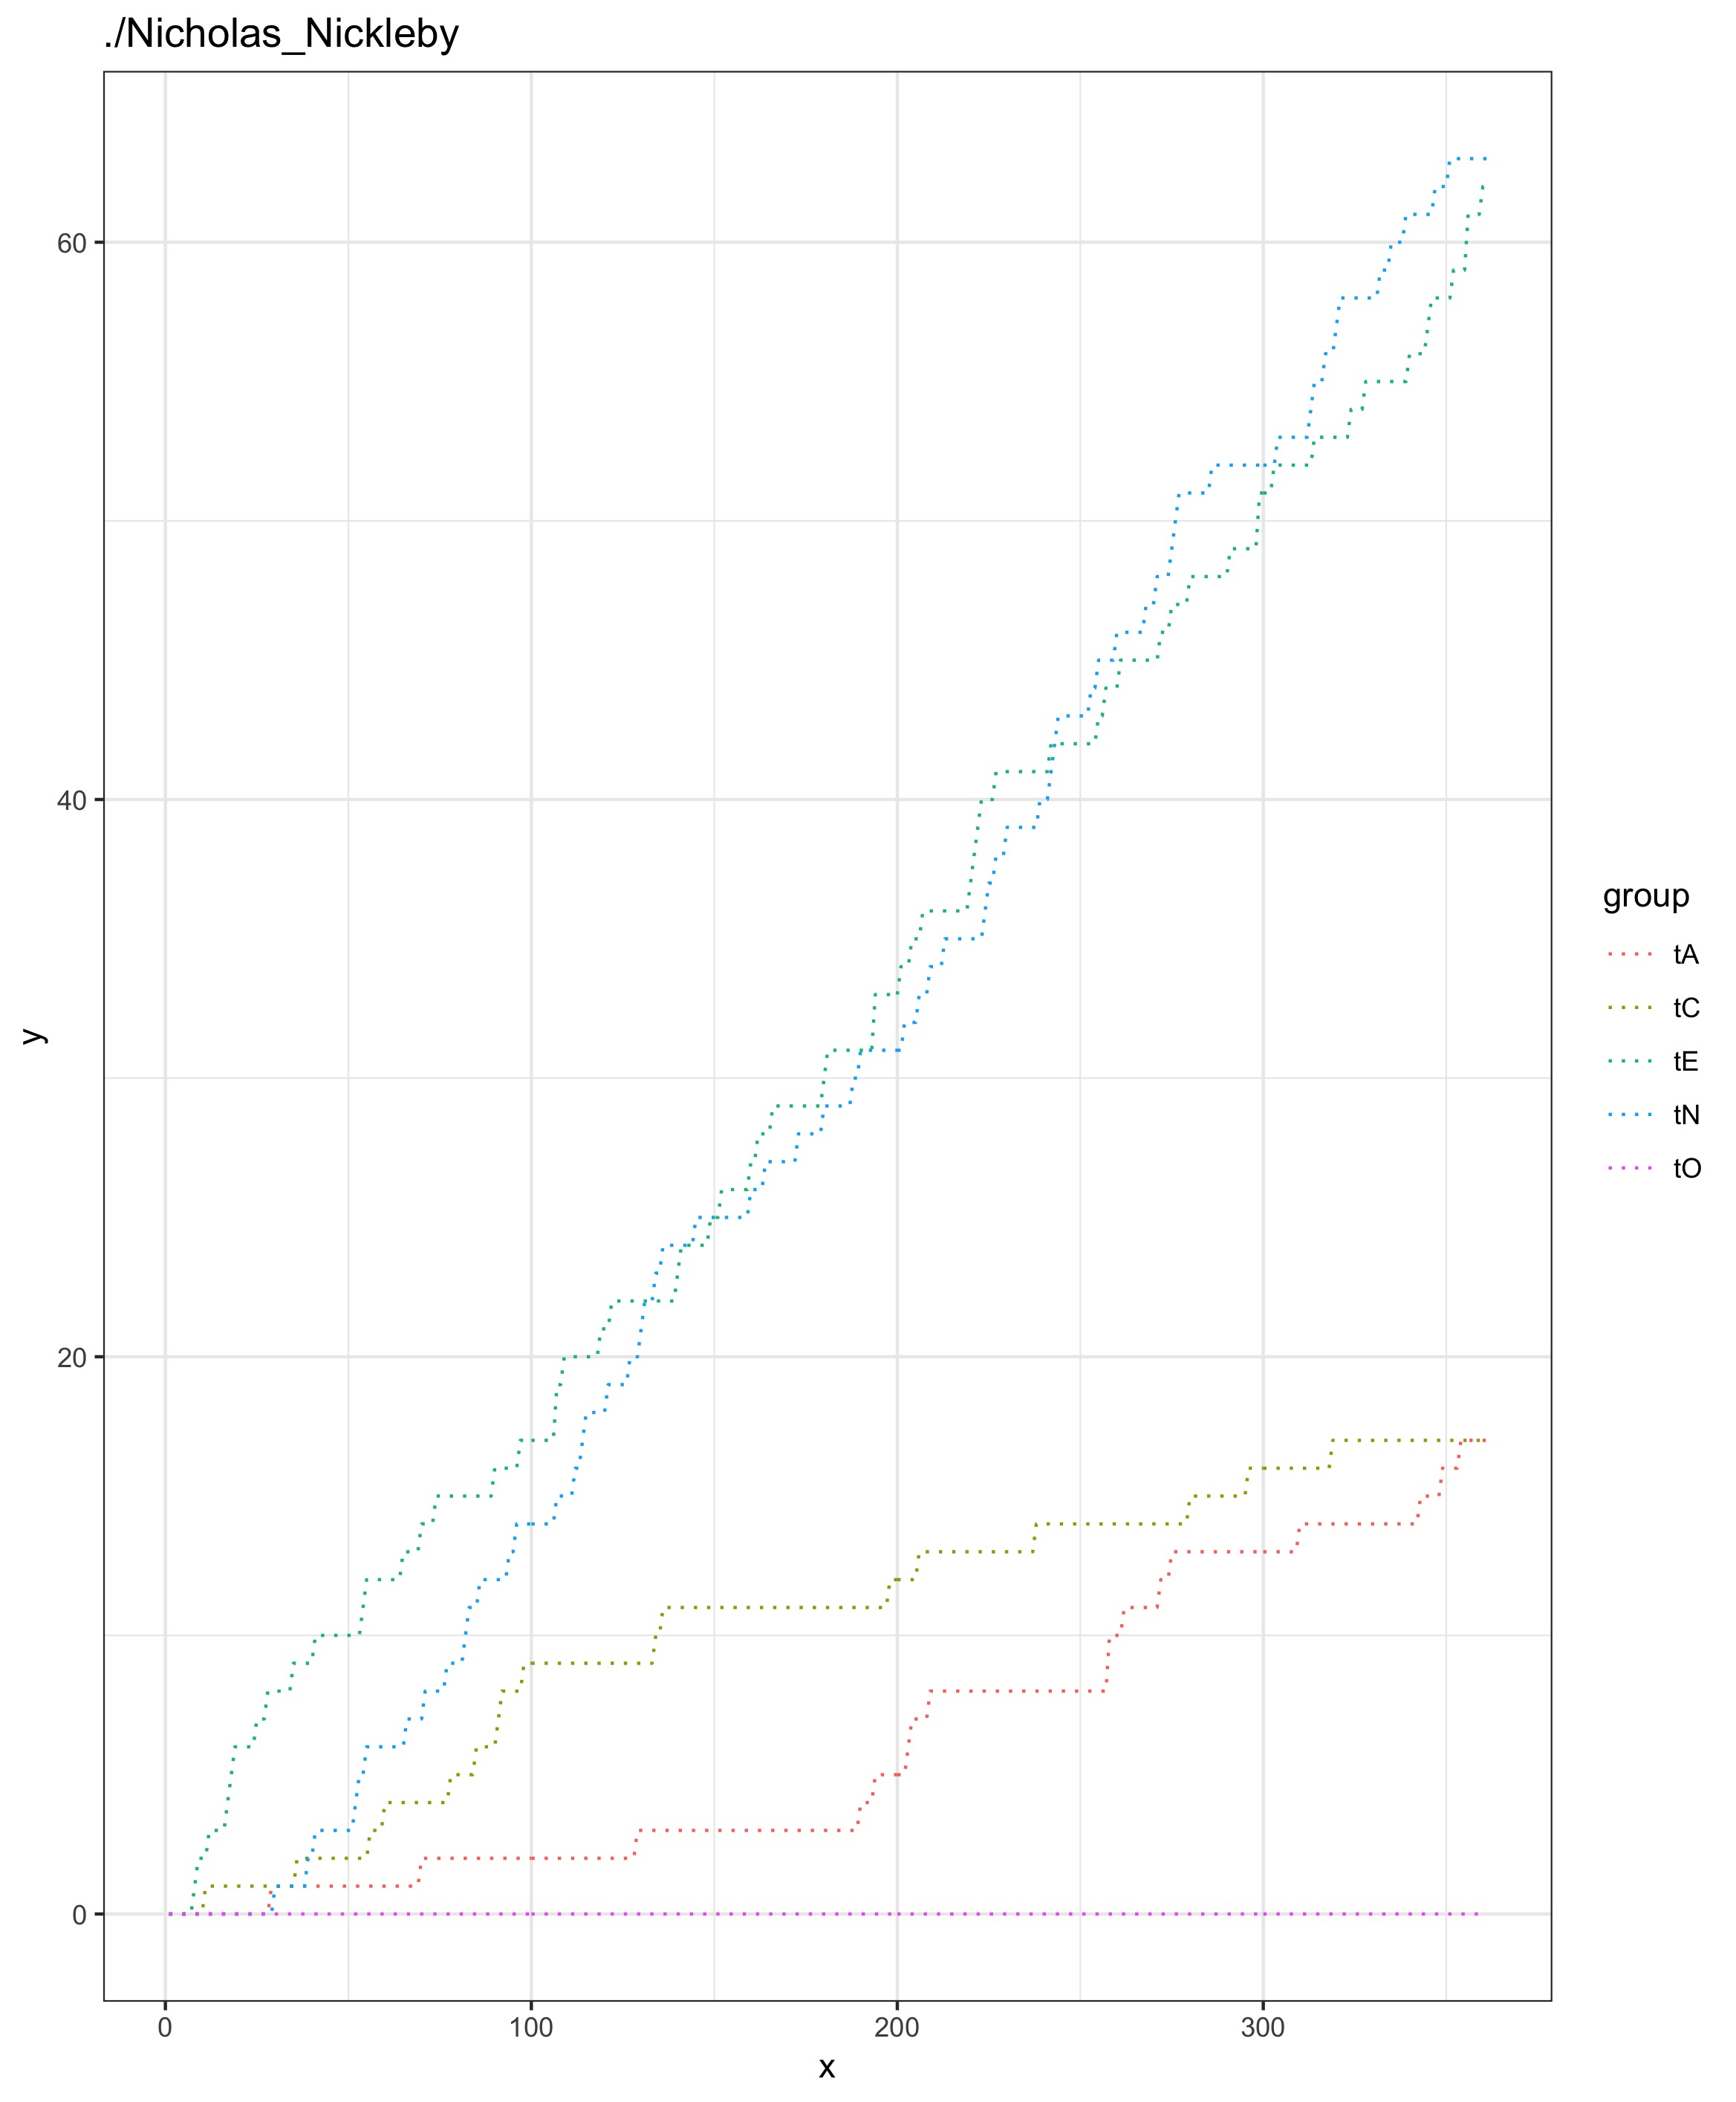 ./Nicholas_Nickleby
60
40
20
0
y
0 100 200 300
x
group
tA
tC
tE
tN
tO